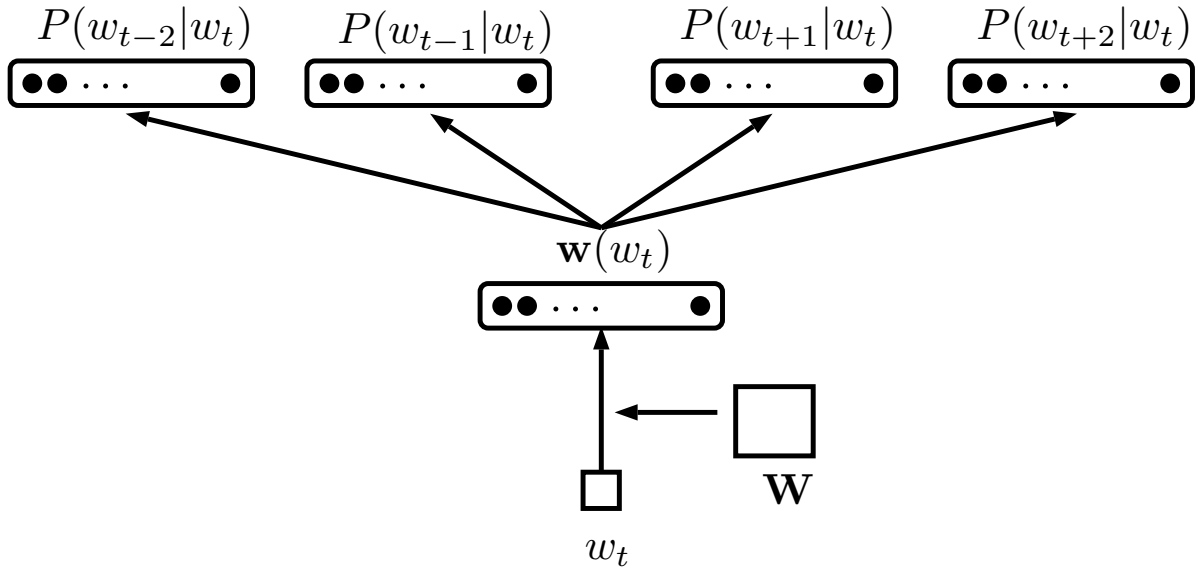 P(w_{t−2}|w_t) P(w_{t−1}|w_t) P(w_{t+1}|w_t) P(w_{t+2}|w_t)
. . . . . . . . . . . .
w(w_t)
. . .
W
w_t